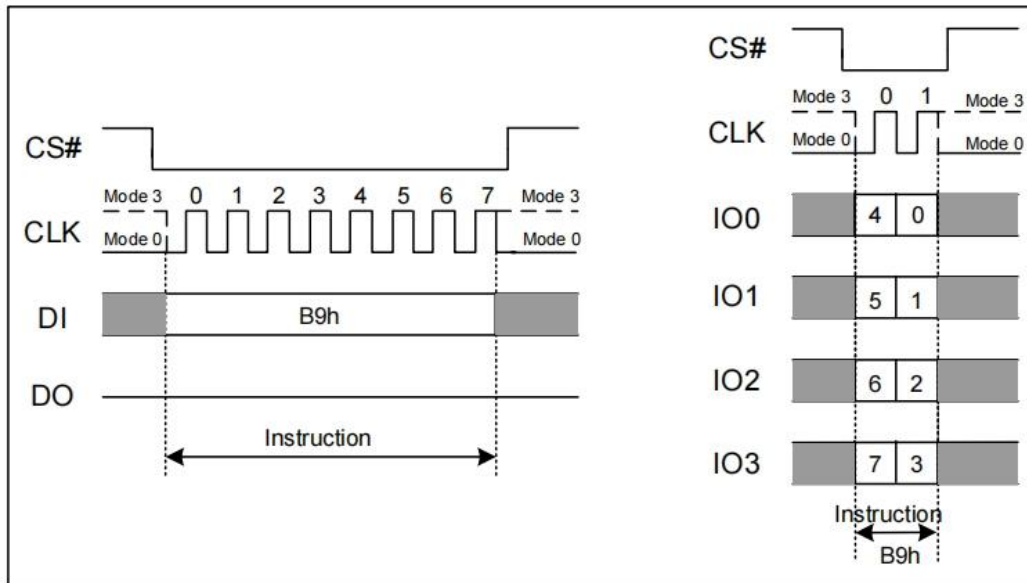 CS#
Mode 3 0 1 2 3 4 5 6 7 Mode 3
CLK
Mode 0 Mode 0
DI B9h
DO
Instruction
CS#
Mode 3 0 1 Mode 3
CLK
Mode 0 Mode 0
IO0 4 0
IO1 5 1
IO2 6 2
IO3 7 3
Instruction
B9h